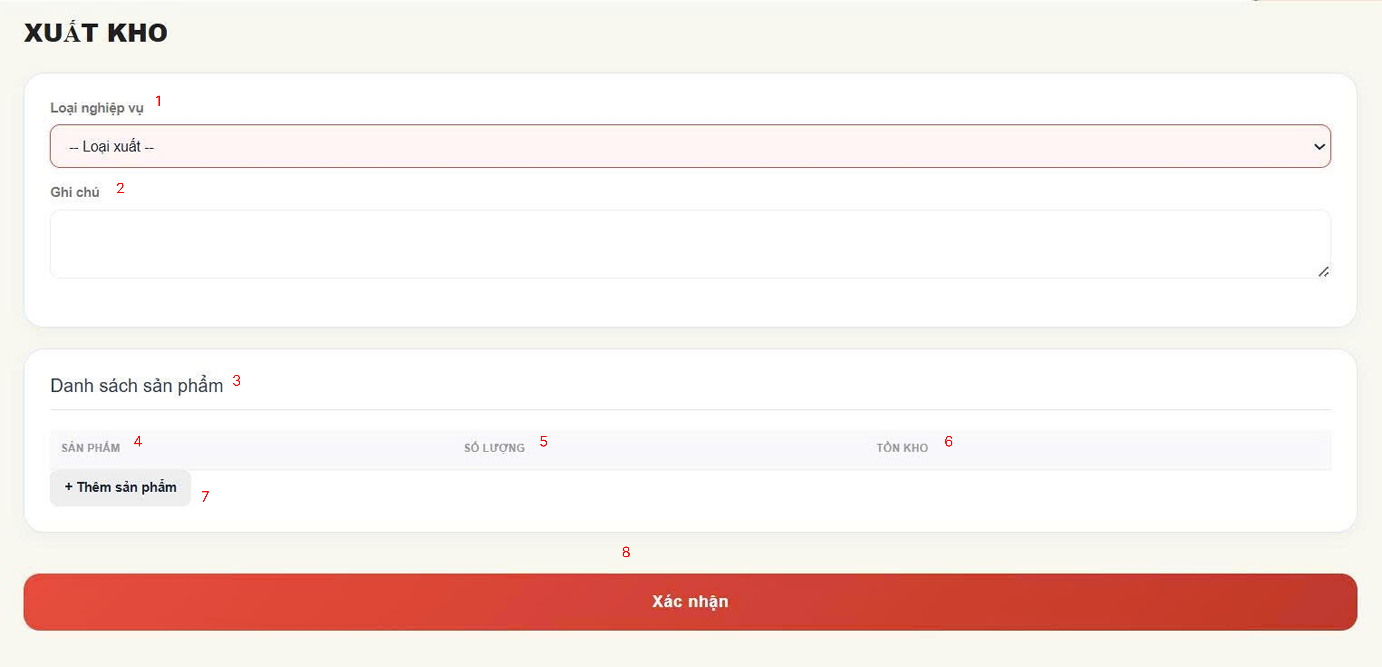 XUẤT KHO
Loại nghiệp vụ 1
-- Loại xuất --
Ghi chú 2
Danh sách sản phẩm 3
SẢN PHẨM 4 SỐ LƯỢNG 5 TỒN KHO 6
+ Thêm sản phẩm 7
8
Xác nhận